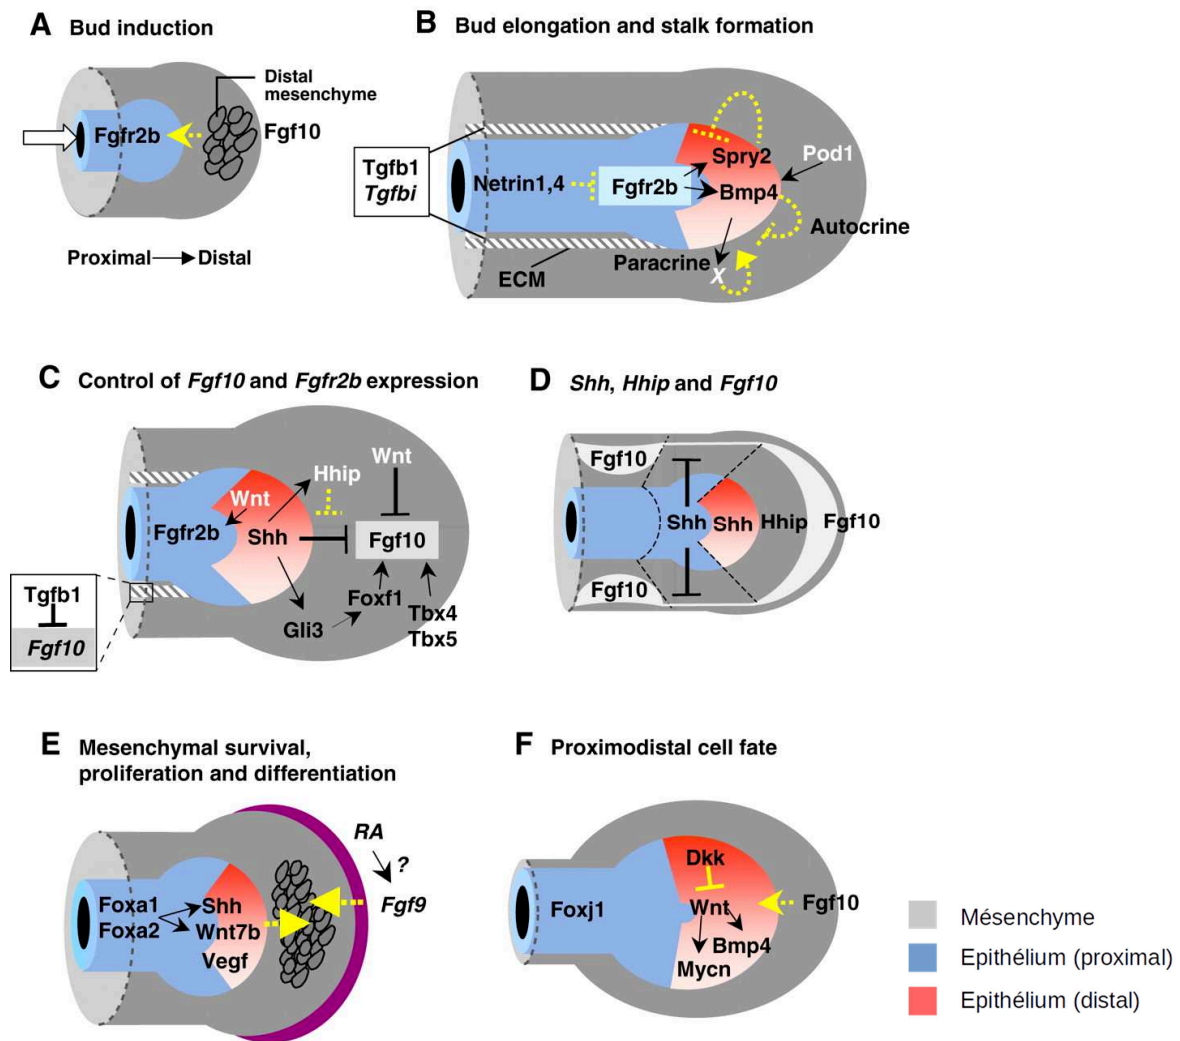 A Bud induction
Distal
mesenchyme
Fgfr2b
Fgf10
Proximal Distal
B Bud elongation and stalk formation
Tgfb1
Tgfbi
Netrin1,4
Fgfr2b
Spry2
Bmp4
Pod1
Autocrine
Paracrine
X
ECM
C Control of Fgf10 and Fgfr2b expression
Wnt
Hhip
Wnt
Fgfr2b
Shh
Fgf10
Foxf1
Gli3
Tbx4
Tbx5
Tgfb1
Fgf10
D Shh, Hhip and Fgf10
Fgf10
Shh Shh Hhip Fgf10
Fgf10
E Mesenchymal survival,
proliferation and differentiation
RA
?
Fgf9
Foxa1
Foxa2
Shh
Wnt7b
Vegf
F Proximodistal cell fate
Dkk
Foxj1
Wnt
Fgf10
Bmp4
Mycn
Mésenchyme
Epithélium (proximal)
Epithélium (distal)